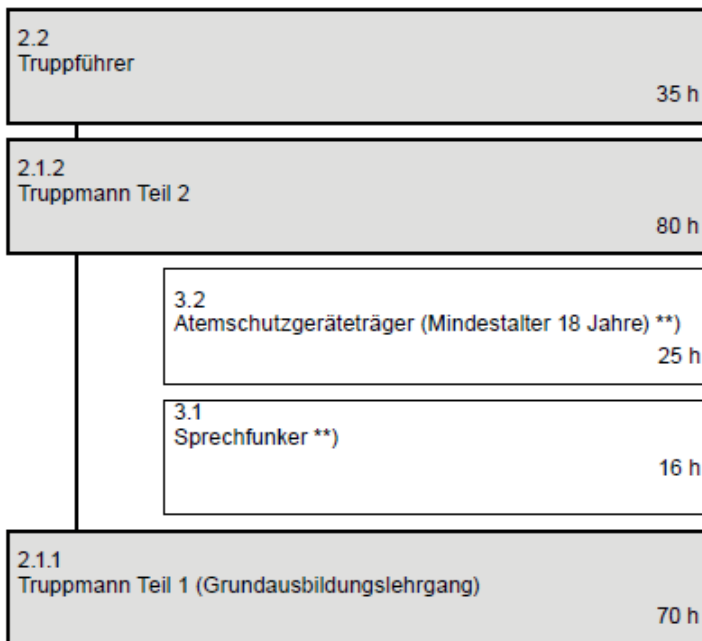 2.2
Truppführer
35 h
2.1.2
Truppmann Teil 2
80 h
3.2
Atemschutzgeräteträger (Mindestalter 18 Jahre) **)
25 h
3.1
Sprechfunker **)
16 h
2.1.1
Truppmann Teil 1 (Grundausbildungslehrgang)
70 h